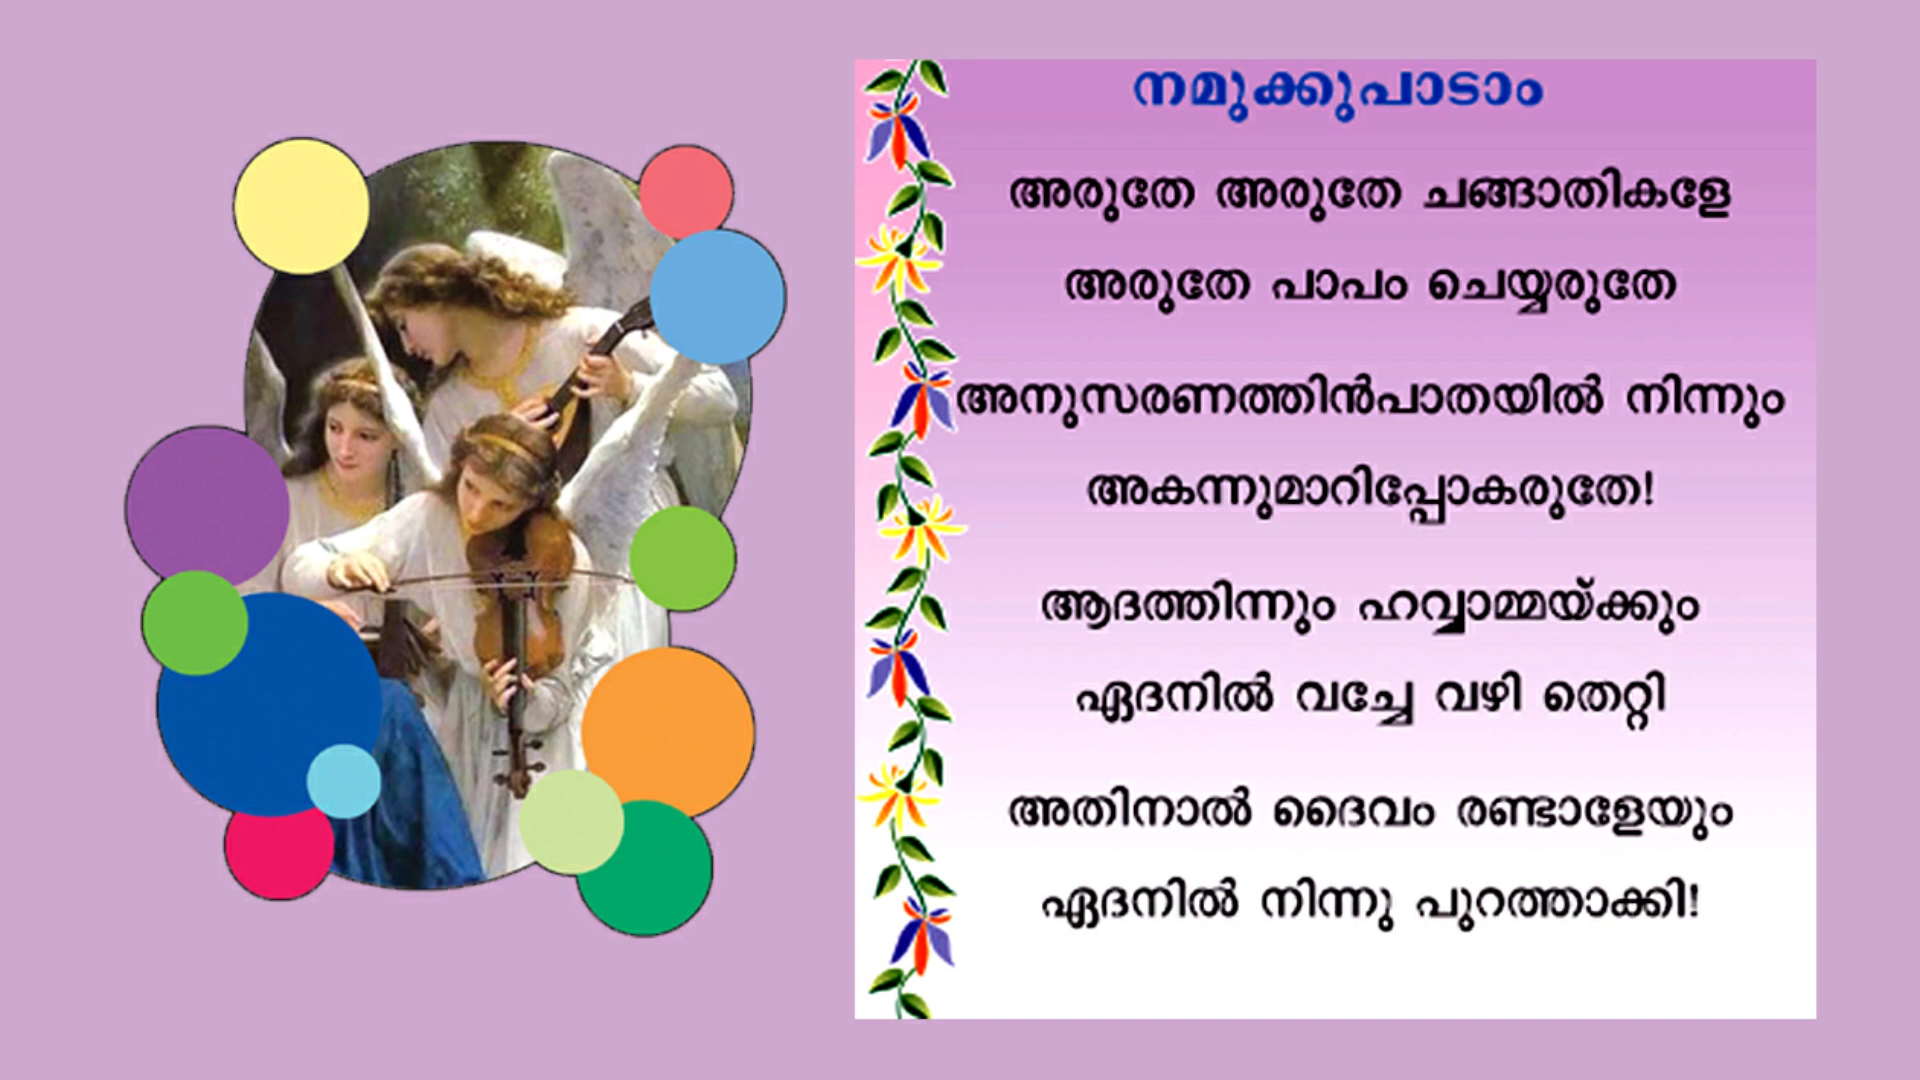 നമുക്കുപാടാം
അരുതേ അരുതേ ചങ്ങാതികളേ
അരുതേ പാപം ചെയ്യരുതേ
അനുസരണത്തിൻപാതയിൽ നിന്നും
അകന്നുമാറിപ്പോകരുതേ!
ആദത്തിന്നും ഹവ്വാമ്മയ്ക്കും
ഏദനിൽ വച്ചേ വഴി തെറ്റി
അതിനാൽ ദൈവം രണ്ടാളേയും
ഏദനിൽ നിന്നു പുറത്താക്കി!